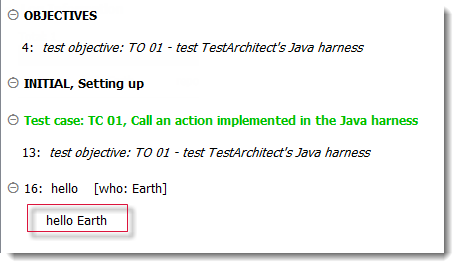 OBJECTIVES
4: test objective: TO 01 - test TestArchitect's Java harness
INITIAL, Setting up
Test case: TC 01, Call an action implemented in the Java harness
13: test objective: TO 01 - test TestArchitect's Java harness
16: hello [who: Earth]
hello Earth